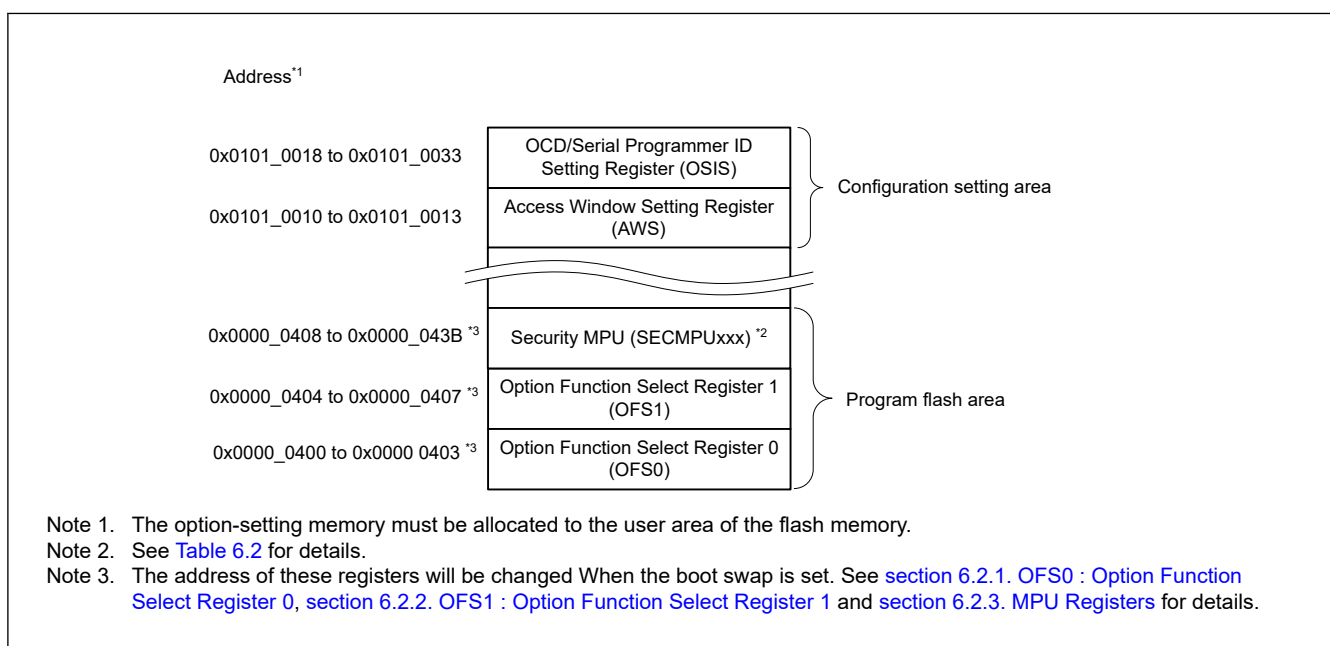 Address*1
0x0101_0018 to 0x0101_0033
OCD/Serial Programmer ID
Setting Register (OSIS)
Configuration setting area
0x0101_0010 to 0x0101_0013
Access Window Setting Register
(AWS)
0x0000_0408 to 0x0000_043B *3
Security MPU (SECMPUxxx) *2
0x0000_0404 to 0x0000_0407 *3
Option Function Select Register 1
(OFS1)
Program flash area
0x0000_0400 to 0x0000 0403 *3
Option Function Select Register 0
(OFS0)
Note 1. The option-setting memory must be allocated to the user area of the flash memory.
Note 2. See Table 6.2 for details.
Note 3. The address of these registers will be changed When the boot swap is set. See section 6.2.1. OFS0 : Option Function
Select Register 0, section 6.2.2. OFS1 : Option Function Select Register 1 and section 6.2.3. MPU Registers for details.